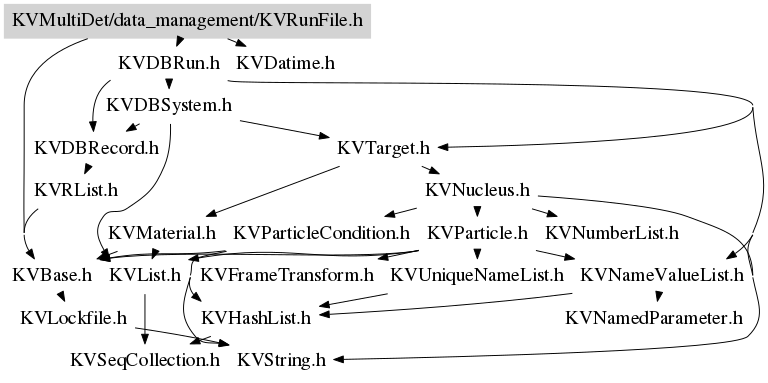 KVMultiDet/data_management/KVRunFile.h
KVDBRun.h KVDatime.h
KVDBSystem.h
KVDBRecord.h KVTarget.h
KVRList.h KVNucleus.h
KVMaterial.h KVParticleCondition.h KVParticle.h KVNumberList.h
KVBase.h KVList.h KVFrameTransform.h KVUniqueNameList.h KVNameValueList.h
KVLockfile.h KVHashList.h KVNamedParameter.h
KVSeqCollection.h KVString.h